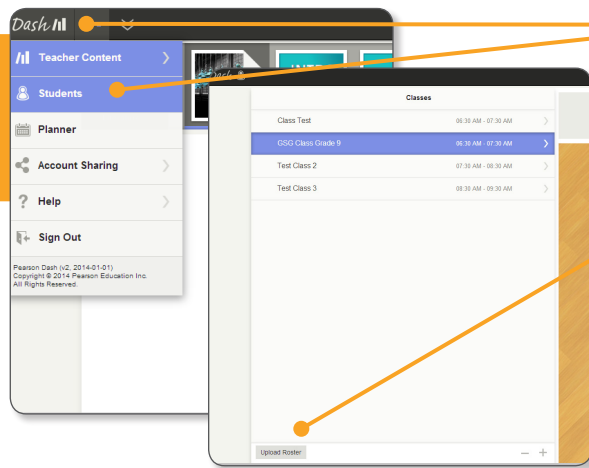 Dash
Teacher Content
Students
Planner
Account Sharing
Help
Sign Out
Pearson Dash (v2, 2014-01-01)
Copyright © 2014 Pearson Education Inc.
All Rights Reserved.
Dash
Classes
Class Test 06:30 AM - 07:30 AM
GSG Class Grade 9 06:30 AM - 07:30 AM
Test Class 2 07:30 AM - 08:30 AM
Test Class 3 08:30 AM - 09:30 AM
Upload Roster